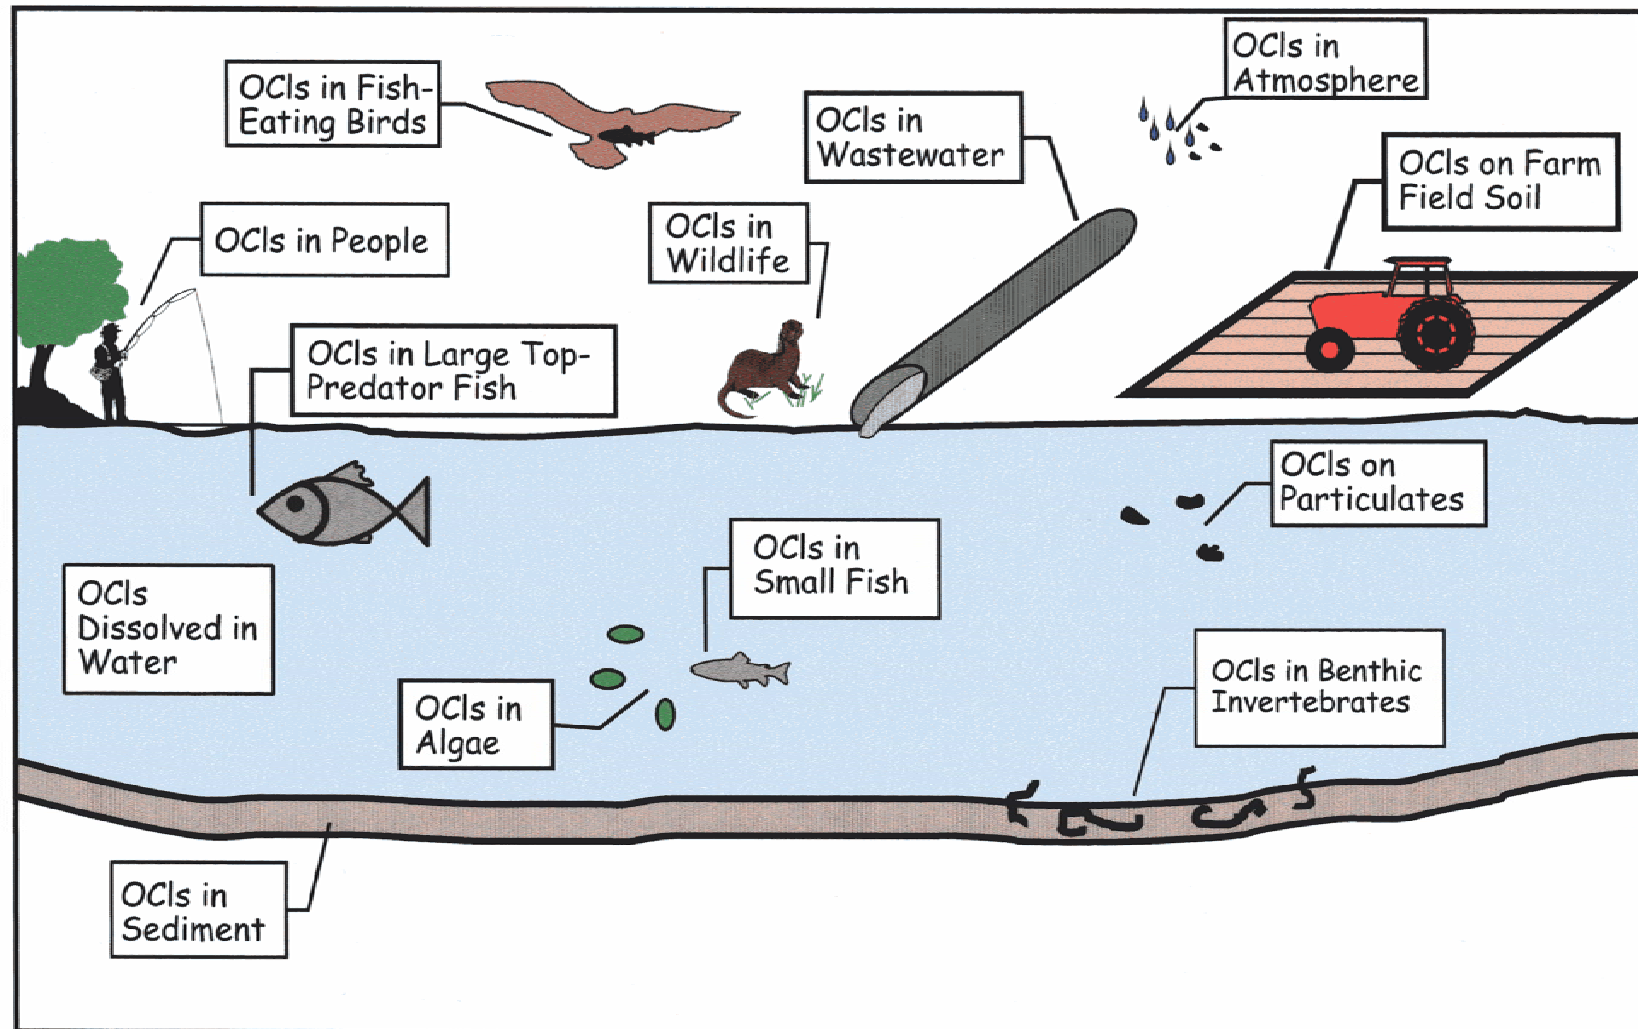 OCls in
Atmosphere
OCls in Fish-
Eating Birds
OCls in
Wastewater
OCls on Farm
Field Soil
OCls in People
OCls in
Wildlife
OCls in Large Top-
Predator Fish
OCls on
Particulates
OCls in
Small Fish
OCls
Dissolved in
Water
OCls in Benthic
Invertebrates
OCls in
Algae
OCls in
Sediment